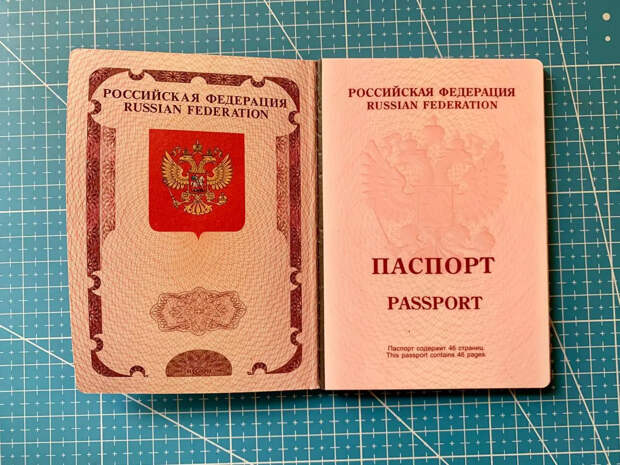 РОССИЙСКАЯ ФЕДЕРАЦИЯ
RUSSIAN FEDERATION
РОССИЙСКАЯ ФЕДЕРАЦИЯ
RUSSIAN FEDERATION
ПАСПОРТ
PASSPORT
Паспорт содержит 46 страниц.
This passport contains 46 pages.